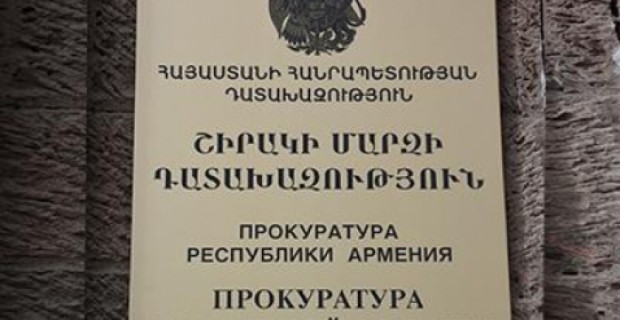 ՀԱՅԱՍՏԱՆԻ ՀԱՆՐԱՊԵՏՈՒԹՅԱՆ
ԴԱՏԱԽԱԶՈՒԹՅՈՒՆ
ՇԻՐԱԿԻ ՄԱՐԶԻ
ԴԱՏԱԽԱԶՈՒԹՅՈՒՆ
ПРОКУРАТУРА
РЕСПУБЛИКИ АРМЕНИЯ
ПРОКУРАТУРА